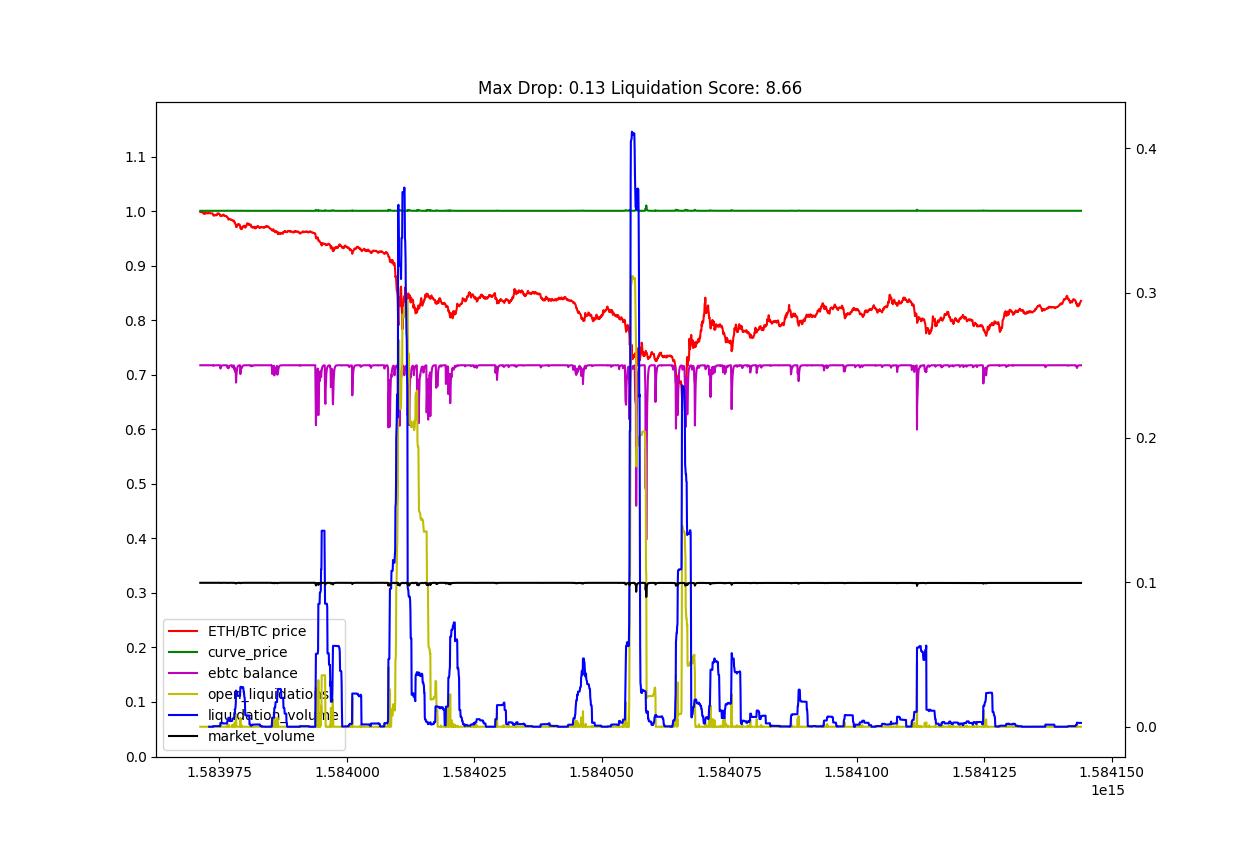 Max Drop: 0.13 Liquidation Score: 8.66
1.1
1.0
0.9
0.8
0.7
0.6
0.5
0.4
0.3
0.2
0.1
0.0
0.4
0.3
0.2
0.1
0.0
ETH/BTC price
curve_price
ebtc balance
open_liquidations
liquidation_volume
market_volume
1.583975 1.584000 1.584025 1.584050 1.584075 1.584100 1.584125 1.584150
1e15